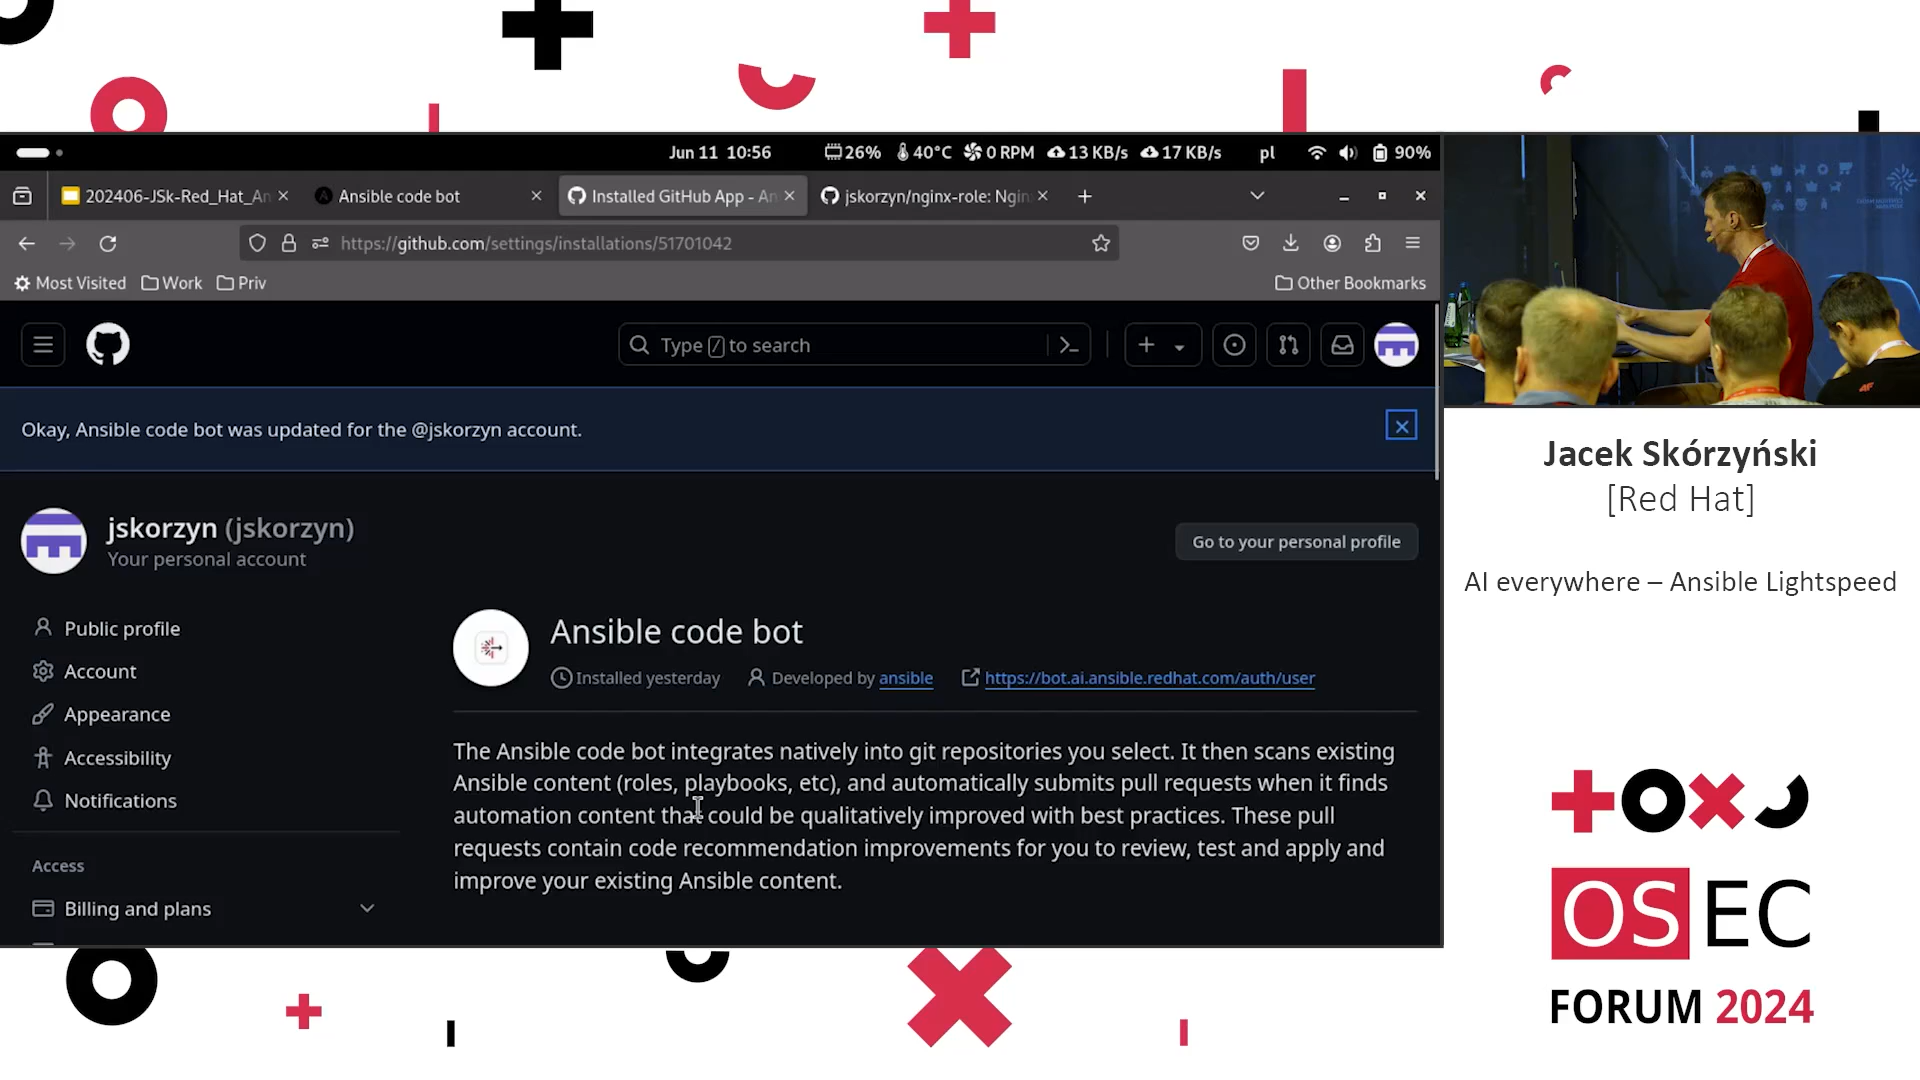 Jun 11 10:56
26%
40°C
0 RPM
13 KB/s
17 KB/s
pl
90%
202406-JSk-Red_Hat_An
Ansible code bot
Installed GitHub App - An
jskorzyn/nginx-role: Nginx
https://github.com/settings/installations/51701042
Most Visited
Work
Priv
Other Bookmarks
Type / to search
Okay, Ansible code bot was updated for the @jskorzyn account.
jskorzyn (jskorzyn)
Your personal account
Go to your personal profile
Public profile
Account
Appearance
Accessibility
Notifications
Access
Billing and plans
Ansible code bot
Installed yesterday
Developed by ansible
https://bot.ai.ansible.redhat.com/auth/user
The Ansible code bot integrates natively into git repositories you select. It then scans existing
Ansible content (roles, playbooks, etc), and automatically submits pull requests when it finds
automation content that could be qualitatively improved with best practices. These pull
requests contain code recommendation improvements for you to review, test and apply and
improve your existing Ansible content.
Jacek Skórzyński
[Red Hat]
AI everywhere – Ansible Lightspeed
OSEC
FORUM 2024